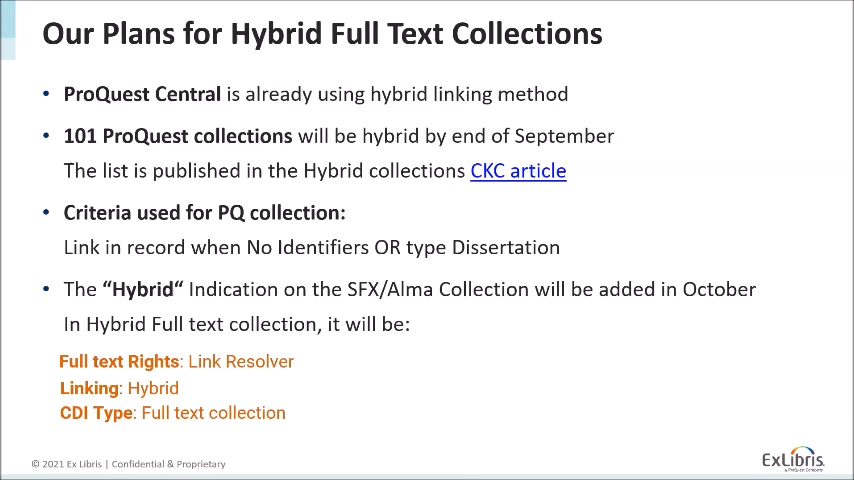 Our Plans for Hybrid Full Text Collections
• ProQuest Central is already using hybrid linking method
• 101 ProQuest collections will be hybrid by end of September
The list is published in the Hybrid collections CKC article
• Criteria used for PQ collection:
Link in record when No Identifiers OR type Dissertation
• The “Hybrid“ Indication on the SFX/Alma Collection will be added in October
In Hybrid Full text collection, it will be:
Full text Rights: Link Resolver
Linking: Hybrid
CDI Type: Full text collection
© 2021 Ex Libris | Confidential & Proprietary
ExLibris
a ProQuest Company